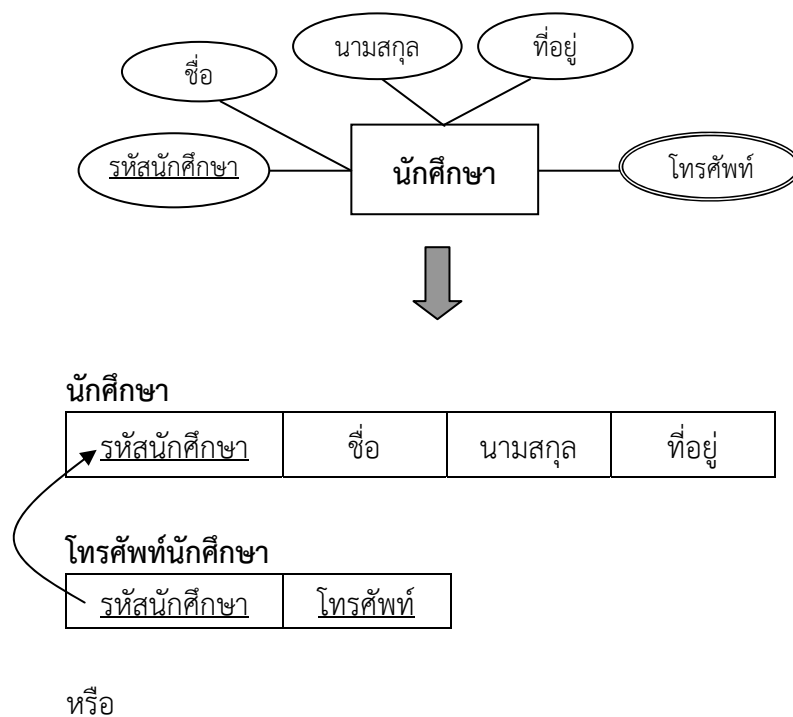 นามสกุล ที่อยู่
ชื่อ
รหัสนักศึกษา นักศึกษา โทรศัพท์
นักศึกษา
รหัสนักศึกษา ชื่อ นามสกุล ที่อยู่
โทรศัพท์นักศึกษา
รหัสนักศึกษา โทรศัพท์
หรือ